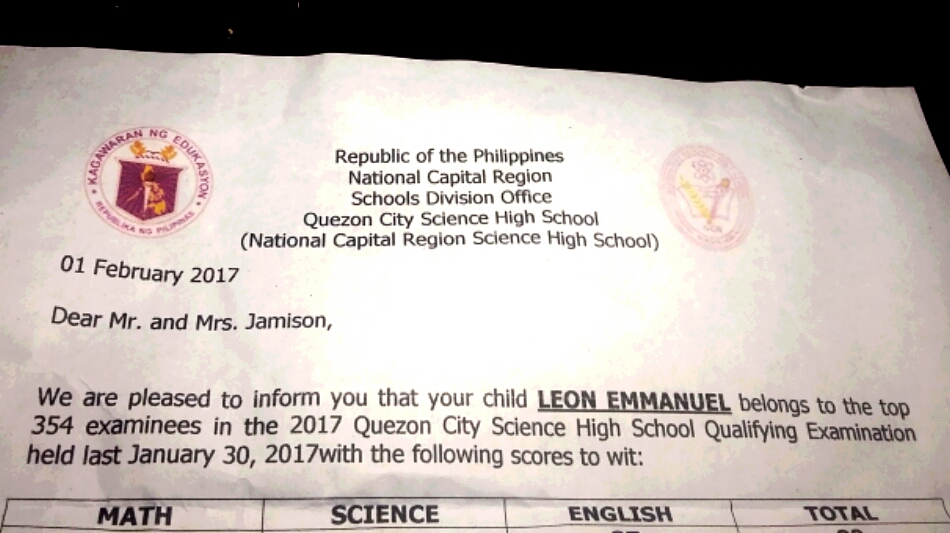 KAGAWARAN NG EDUKASYON
REPUBLIKA NG PILIPINAS
Republic of the Philippines
National Capital Region
Schools Division Office
Quezon City Science High School
(National Capital Region Science High School)
01 February 2017
Dear Mr. and Mrs. Jamison,
We are pleased to inform you that your child LEON EMMANUEL belongs to the top
354 examinees in the 2017 Quezon City Science High School Qualifying Examination
held last January 30, 2017with the following scores to wit:
MATH SCIENCE ENGLISH TOTAL